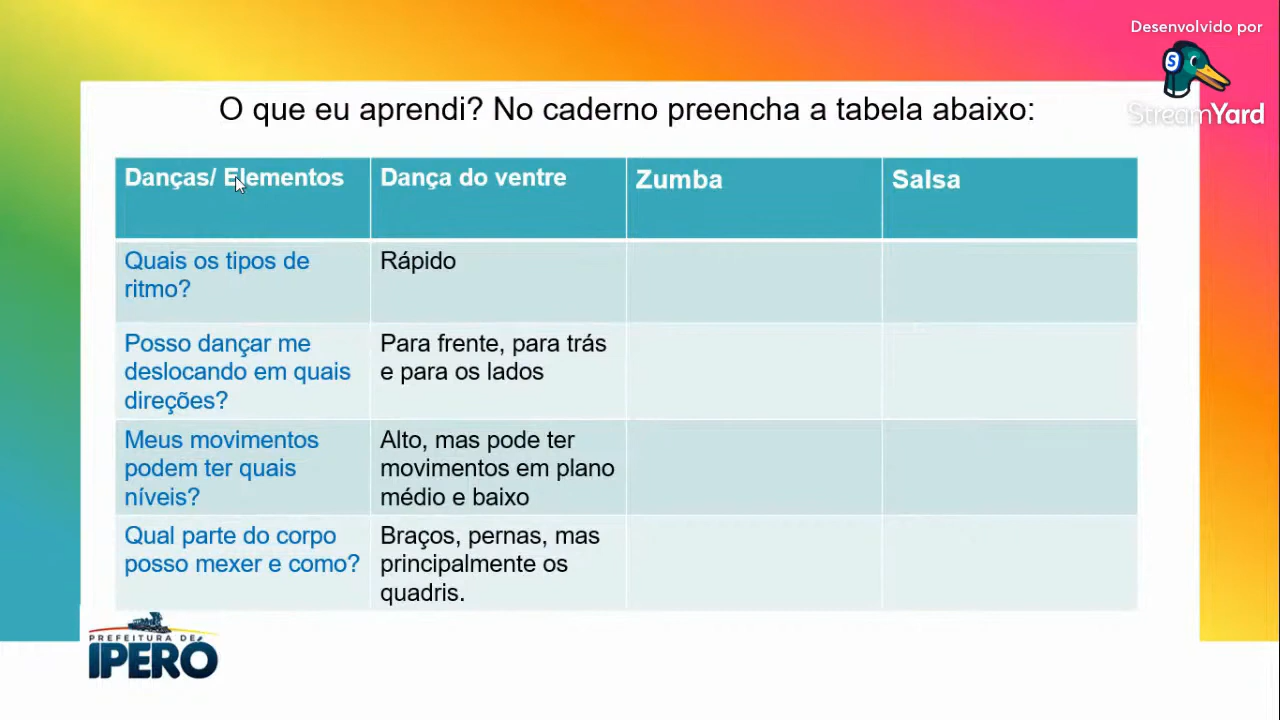 Desenvolvido por
StreamYard
O que eu aprendi? No caderno preencha a tabela abaixo:
Danças/ Elementos
Dança do ventre
Zumba
Salsa
Quais os tipos de
ritmo?
Rápido
Posso dançar me
deslocando em quais
direções?
Para frente, para trás
e para os lados
Meus movimentos
podem ter quais
níveis?
Alto, mas pode ter
movimentos em plano
médio e baixo
Qual parte do corpo
posso mexer e como?
Braços, pernas, mas
principalmente os
quadris.
PREFEITURA DE
IPERÓ